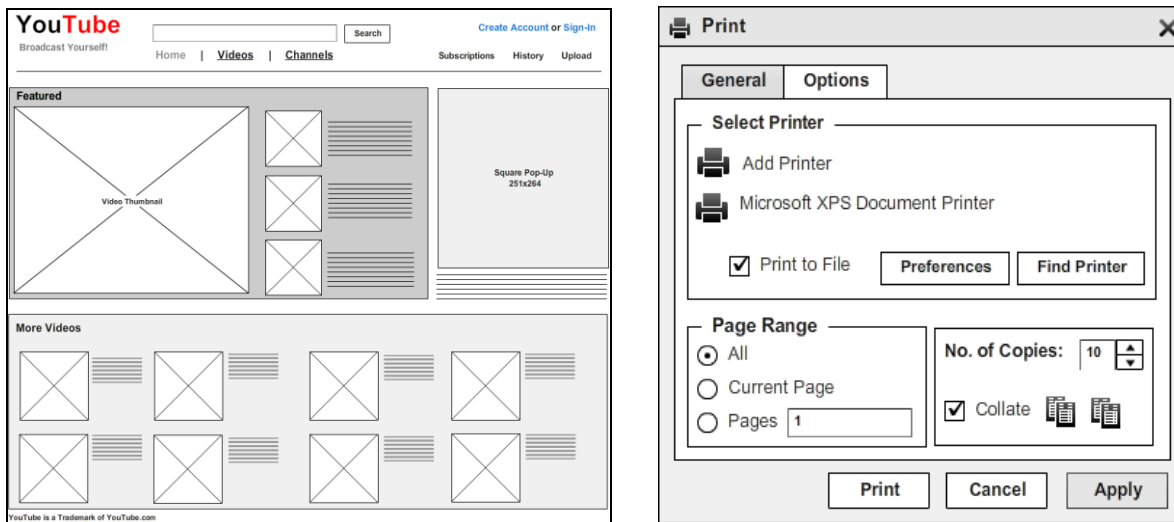 YouTube
Broadcast Yourself!
Search
Create Account or Sign-In
Home | Videos | Channels
Subscriptions History Upload
Featured
Video Thumbnail
Square Pop-Up
251x264
More Videos
YouTube is a Trademark of YouTube.com
Print
General Options
Select Printer
Add Printer
Microsoft XPS Document Printer
Print to File Preferences Find Printer
Page Range
All
Current Page
Pages 1
No. of Copies: 10
Collate
Print Cancel Apply